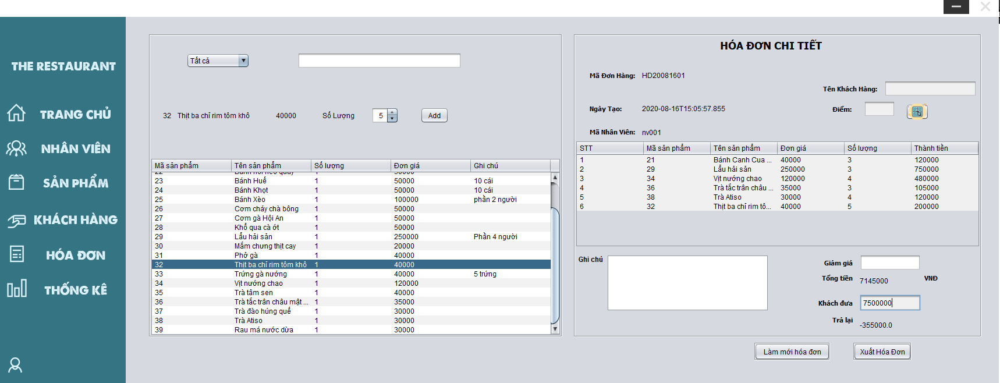 THE RESTAURANT
TRANG CHỦ
NHÂN VIÊN
SẢN PHẨM
KHÁCH HÀNG
HÓA ĐƠN
THỐNG KÊ
Tất cả
32 Thịt ba chỉ rim tôm khô 40000 Số Lượng 5 Add
Mã sản phẩm Tên sản phẩm Số lượng Đơn giá Ghi chú
23 Bánh Huế 1 50000 10 cái
24 Bánh Khọt 1 50000 10 cái
25 Bánh Xèo 1 100000 phần 2 người
26 Cơm cháy chà bông 1 50000
27 Cơm gà Hội An 1 50000
28 Khổ qua cà ớt 1 50000
29 Lẩu hải sản 1 250000 Phần 4 người
30 Mắm chưng thịt cay 1 20000
31 Phở gà 1 40000
32 Thịt ba chỉ rim tôm khô 1 40000
33 Trứng gà nướng 1 40000 5 trứng
34 Vịt nướng chao 1 120000
35 Trà tâm sen 1 40000
36 Trà tắc trân châu mật ... 1 35000
37 Trà đào húng quế 1 30000
38 Trà Atiso 1 30000
39 Rau má nước dừa 1 30000
HÓA ĐƠN CHI TIẾT
Mã Đơn Hàng: HD20081601
Tên Khách Hàng:
Ngày Tạo: 2020-08-16T15:05:57.855
Điểm:
Mã Nhân Viên: nv001
STT Mã sản phẩm Tên sản phẩm Đơn giá Số lượng Thành tiền
1 21 Bánh Canh Cua ... 40000 3 120000
2 29 Lẩu hải sản 250000 3 750000
3 34 Vịt nướng chao 120000 4 480000
4 36 Trà tắc trân châu ... 35000 3 105000
5 38 Trà Atiso 30000 4 120000
6 32 Thịt ba chỉ rim tô... 40000 5 200000
Ghi chú
Giảm giá
Tổng tiền 7145000 VNĐ
Khách đưa 7500000
Trả lại -355000.0
Làm mới hóa đơn Xuất Hóa Đơn